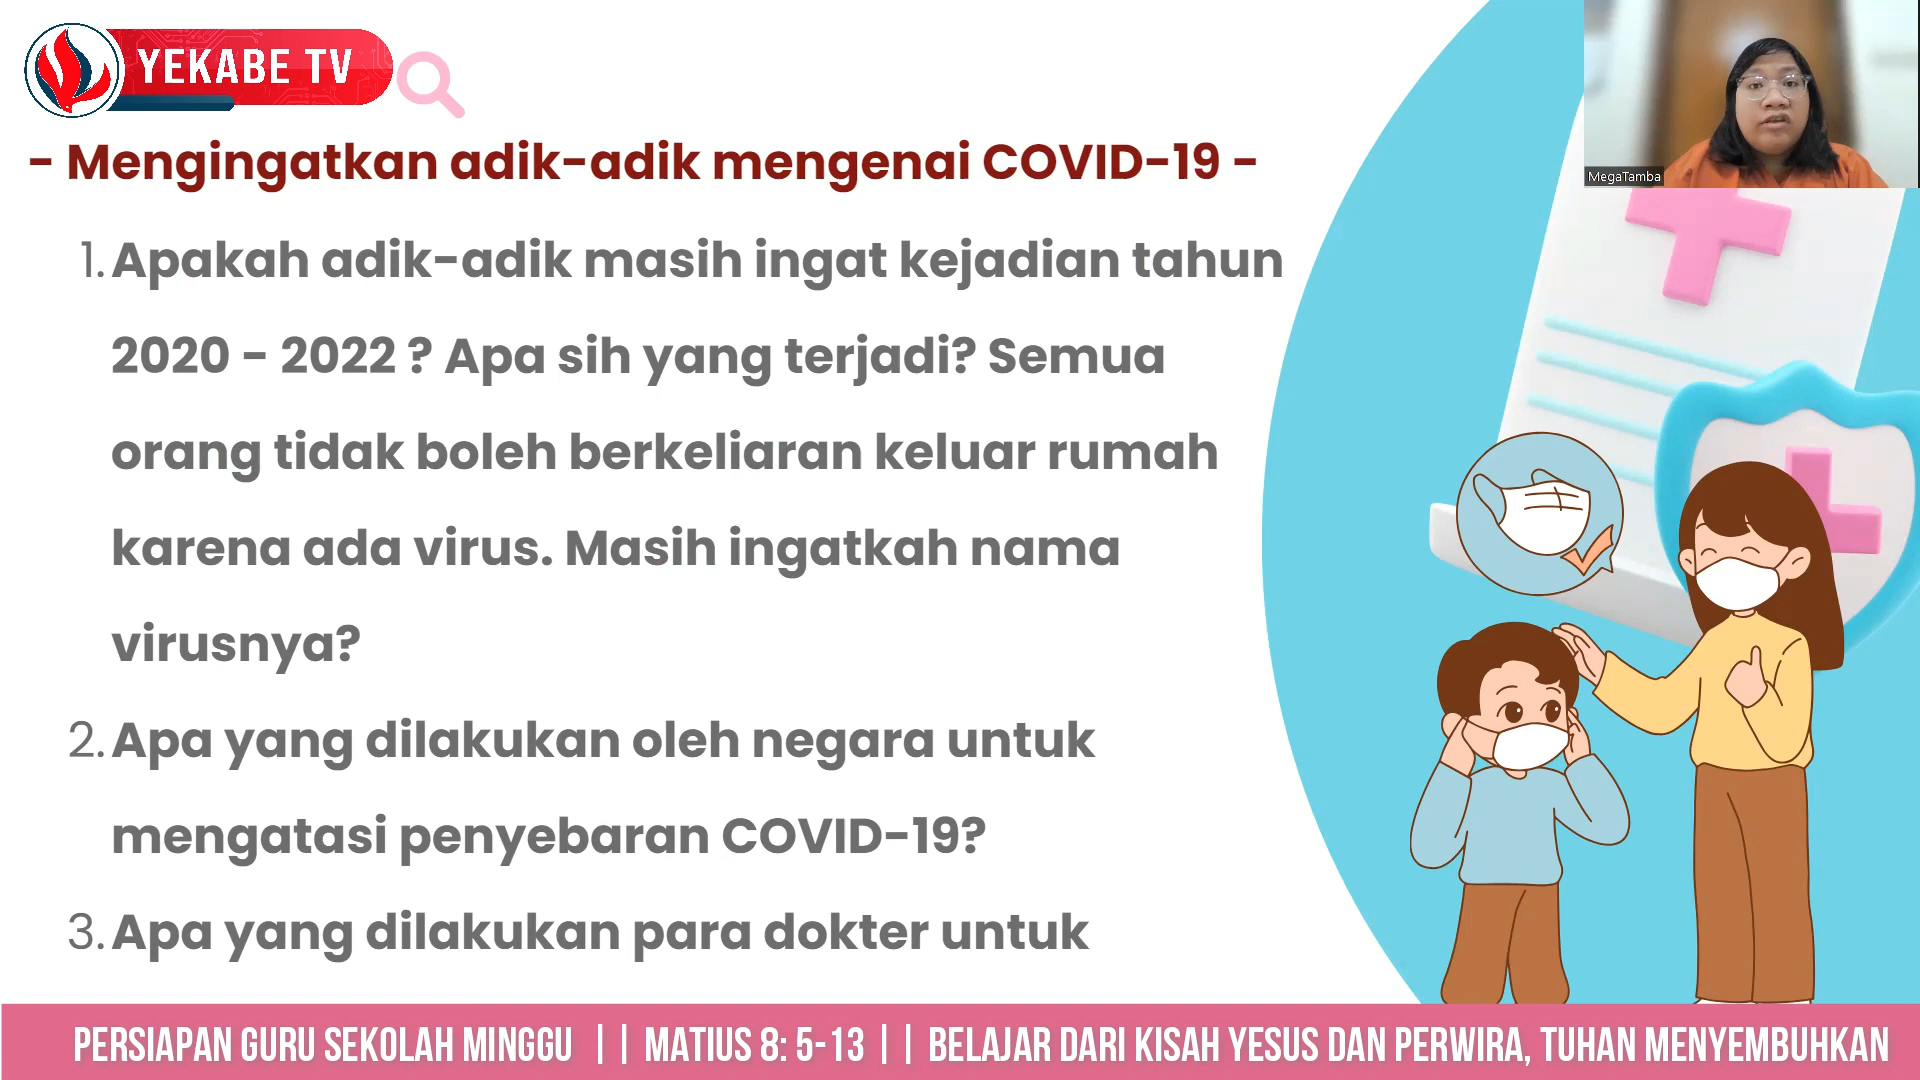 YEKABE TV
- Mengingatkan adik-adik mengenai COVID-19 -
1. Apakah adik-adik masih ingat kejadian tahun
2020 - 2022 ? Apa sih yang terjadi? Semua
orang tidak boleh berkeliaran keluar rumah
karena ada virus. Masih ingatkah nama
virusnya?
2. Apa yang dilakukan oleh negara untuk
mengatasi penyebaran COVID-19?
3. Apa yang dilakukan para dokter untuk
MegaTamba
PERSIAPAN GURU SEKOLAH MINGGU || MATIUS 8: 5-13 || BELAJAR DARI KISAH YESUS DAN PERWIRA, TUHAN MENYEMBUHKAN